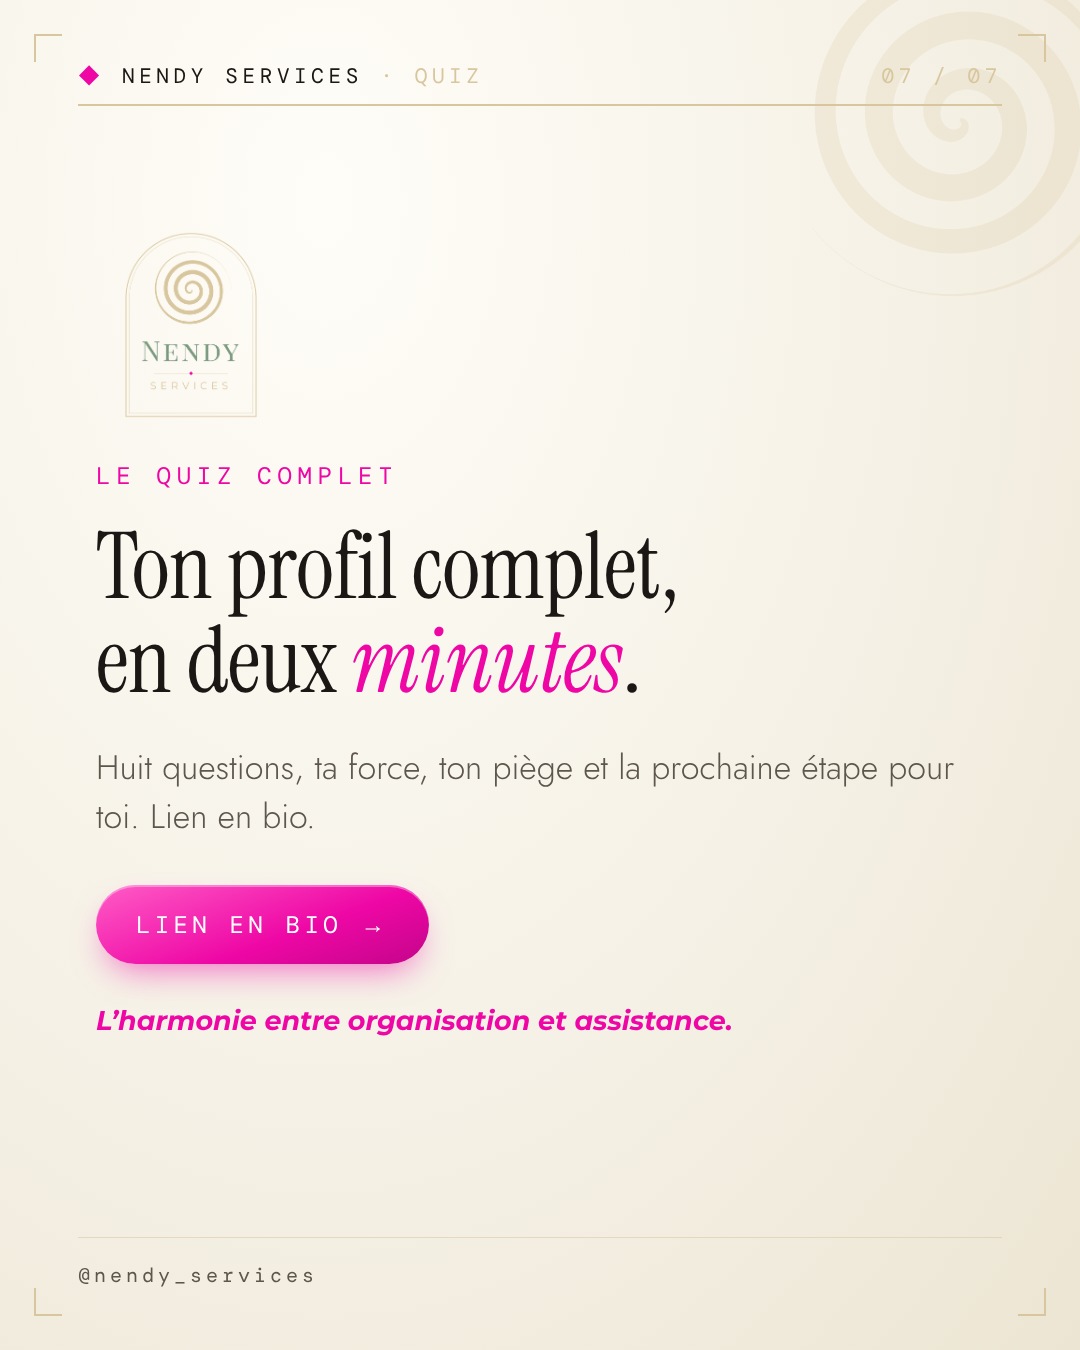 NENDY SERVICES · QUIZ
07 / 07
NENDY
SERVICES
LE QUIZ COMPLET
Ton profil complet,
en deux minutes.
Huit questions, ta force, ton piège et la prochaine étape pour
toi. Lien en bio.
LIEN EN BIO →
L’harmonie entre organisation et assistance.
@nendy_services